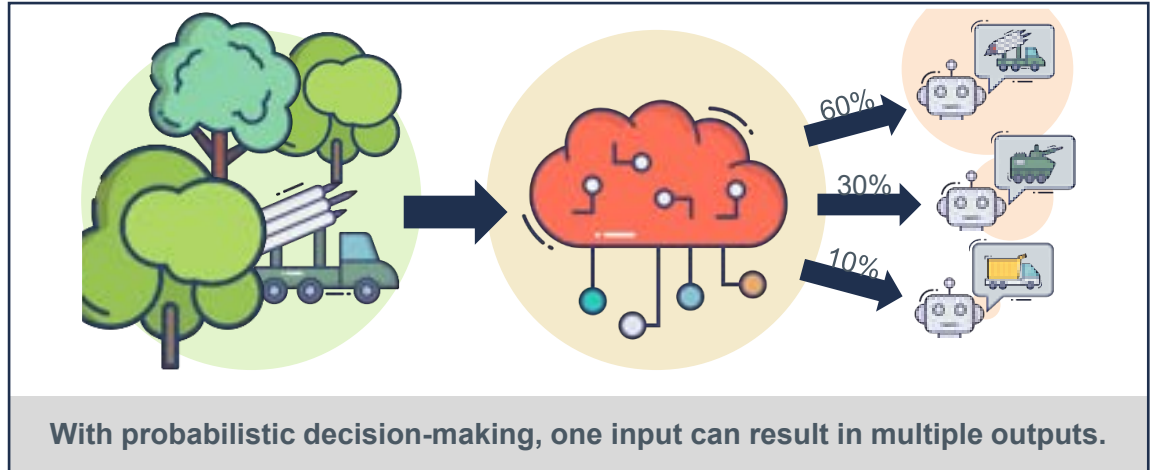 60%
30%
10%
With probabilistic decision-making, one input can result in multiple outputs.